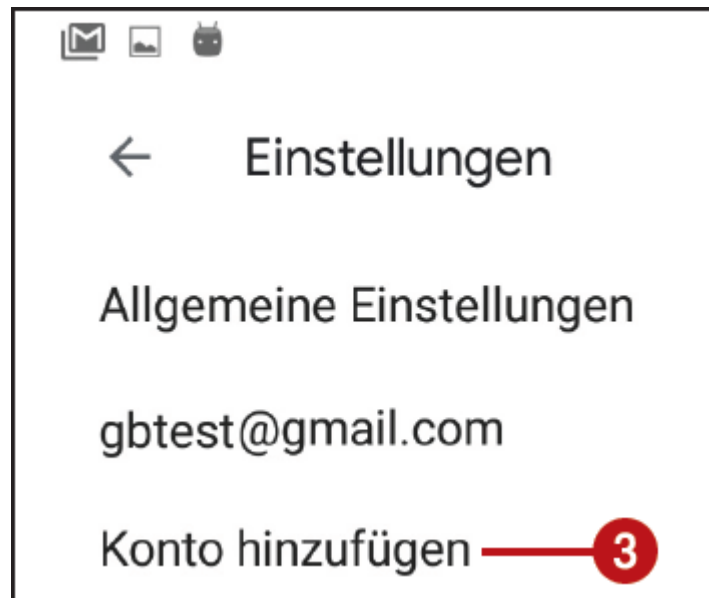 Einstellungen
Allgemeine Einstellungen
gbtest@gmail.com
Konto hinzufügen 3